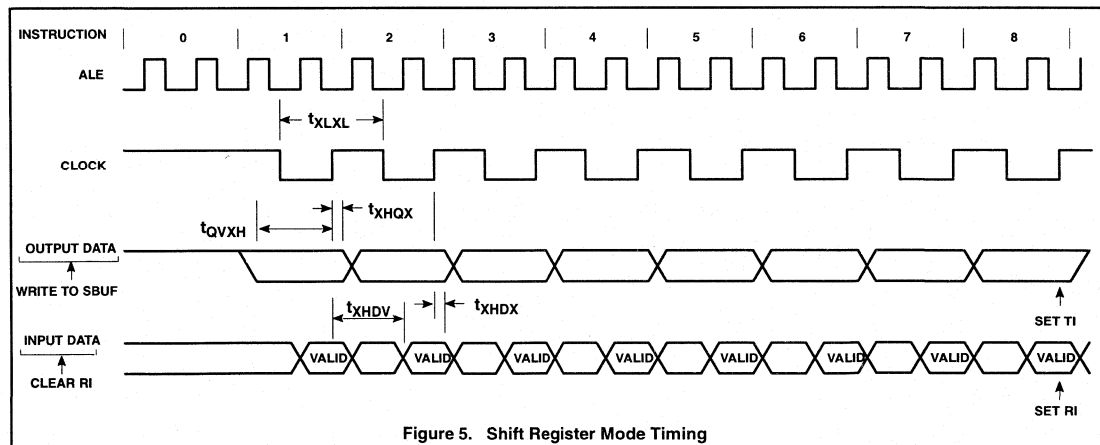 INSTRUCTION 0 1 2 3 4 5 6 7 8
ALE
tXLXL
CLOCK
tXHQX
tQVXH
OUTPUT DATA
WRITE TO SBUF
tXHDV
tXHDX
SET TI
INPUT DATA
VALID VALID VALID VALID VALID VALID VALID VALID
CLEAR RI
SET RI
Figure 5. Shift Register Mode Timing